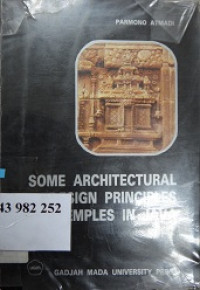 PARMONO ATMADI
SOME ARCHITECTURAL
DESIGN PRINCIPLES
TEMPLES IN JAVA
43 982 252
GADJAH MADA UNIVERSITY PRESS